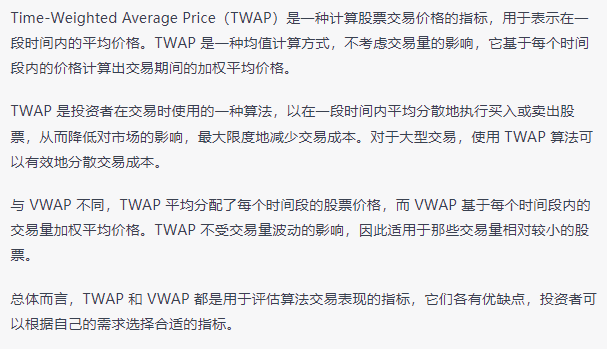 Time-Weighted Average Price（TWAP）是一种计算股票交易价格的指标，用于表示在一
段时间内的平均价格。TWAP 是一种均值计算方式，不考虑交易量的影响，它基于每个时间
段内的价格计算出交易期间的加权平均价格。
TWAP 是投资者在交易时使用的一种算法，以在一段时间内平均分散地执行买入或卖出股
票，从而降低对市场的影响，最大限度地减少交易成本。对于大型交易，使用 TWAP 算法可
以有效地分散交易成本。
与 VWAP 不同，TWAP 平均分配了每个时间段的股票价格，而 VWAP 基于每个时间段内的
交易量加权平均价格。TWAP 不受交易量波动的影响，因此适用于那些交易量相对较小的股
票。
总体而言，TWAP 和 VWAP 都是用于评估算法交易表现的指标，它们各有优缺点，投资者可
以根据自己的需求选择合适的指标。